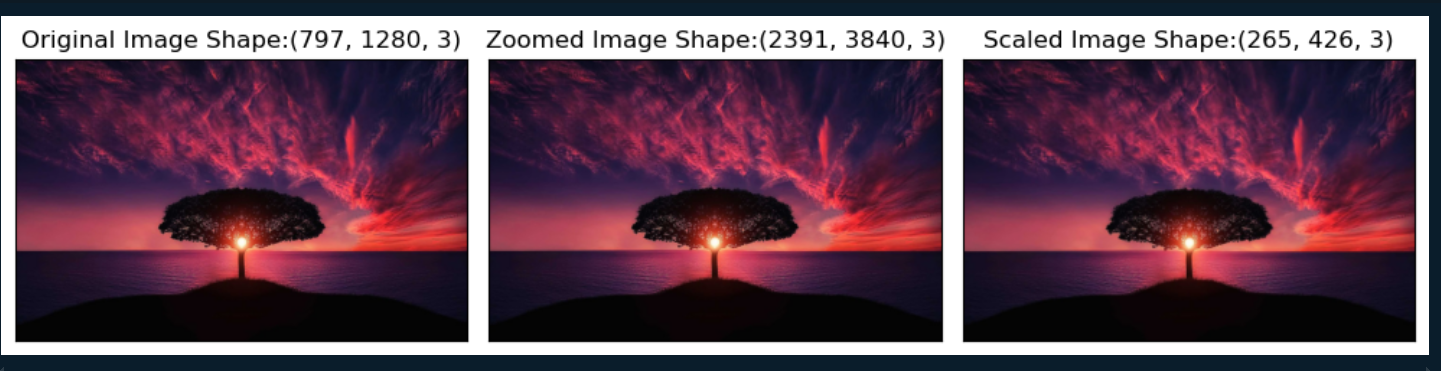 Original Image Shape:(797, 1280, 3)
Zoomed Image Shape:(2391, 3840, 3)
Scaled Image Shape:(265, 426, 3)